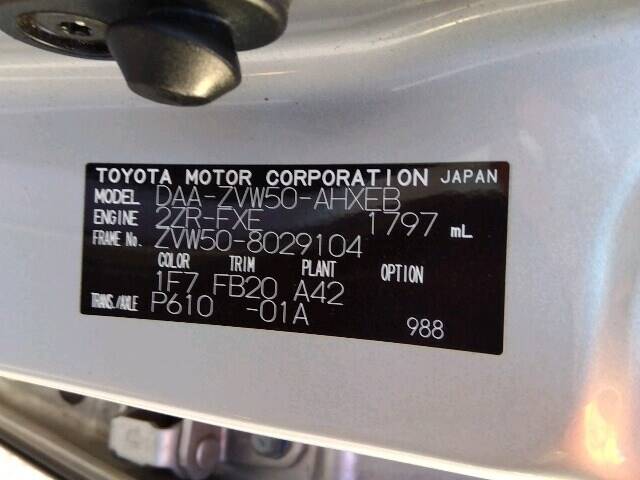 TOYOTA MOTOR CORPORATION JAPAN
MODEL DAA-ZVW50-AHXEB
ENGINE 2ZR-FXE 1797 mL
FRAME No. ZVW50-8029104
COLOR TRIM PLANT OPTION
1F7 FB20 A42
TRANS./AXLE P610 -01A
988